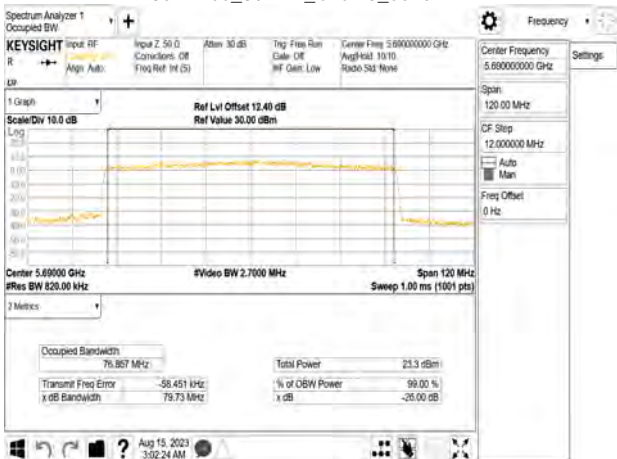 Spectrum Analyzer 1
Occupied BW
Frequency
KEYSIGHT
Input: RF
Input Z: 50 Ω
Atten: 30 dB
Trig: Free Run
Center Freq: 5.690000000 GHz
R
Corrections: Off
Gate: Off
Avg|Hold: 10/10
Align: Auto
Freq Ref: Int (S)
#IF Gain: Low
Radio Std: None
Center Frequency
5.690000000 GHz
Settings
Span
120.00 MHz
CF Step
12.000000 MHz
Auto
Man
Freq Offset
0 Hz
1 Graph
Scale/Div 10.0 dB
Ref Lvl Offset 12.40 dB
Ref Value 30.00 dBm
Log
Center 5.69000 GHz
#Video BW 2.7000 MHz
Span 120 MHz
#Res BW 820.00 kHz
Sweep 1.00 ms (1001 pts)
2 Metrics
Occupied Bandwidth
76.857 MHz
Total Power
23.3 dBm
Transmit Freq Error
-58.451 kHz
% of OBW Power
99.00 %
x dB Bandwidth
79.73 MHz
x dB
-26.00 dB
Aug 15, 2023
3:02:24 AM